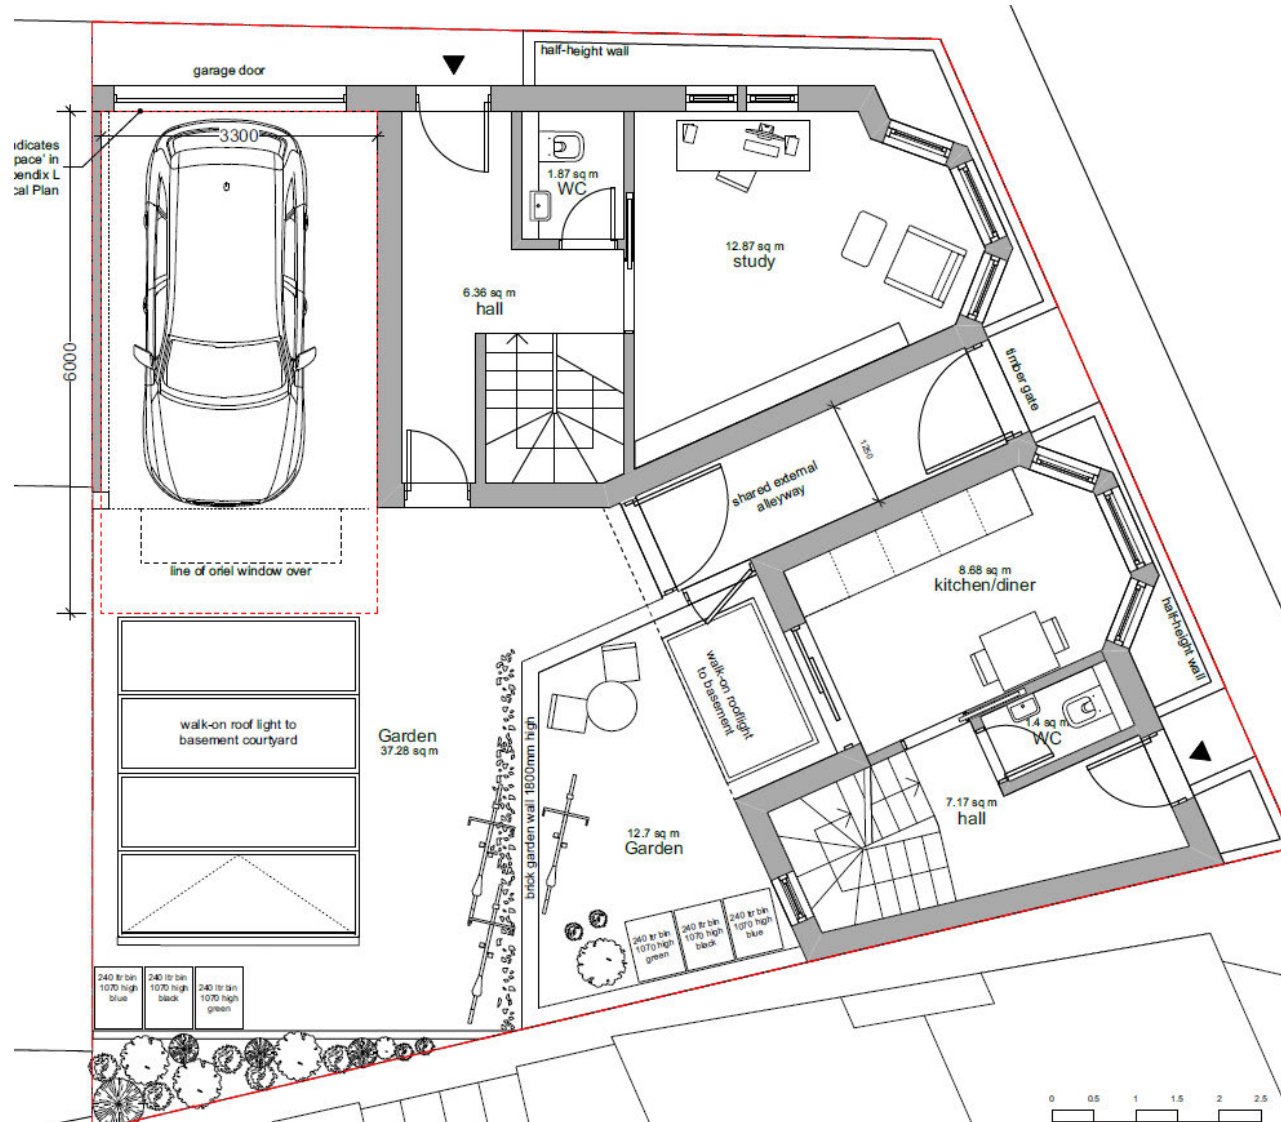 half-height wall
garage door
3300
ndicates
pace' in
pendix L
cal Plan
1.87 sq m
WC
12.87 sq m
study
6.36 sq m
hall
6000
timber gate
1250
shared external
alleyway
line of oriel window over
8.68 sq m
kitchen/diner
half-height wall
walk-on rooflight
to basement
walk-on roof light to
basement courtyard
Garden
37.28 sq m
brick garden wall 1800mm high
1.4 sq m
WC
7.17 sq m
hall
12.7 sq m
Garden
240 ltr bin
1070 high
green
240 ltr bin
1070 high
black
240 ltr bin
1070 high
blue
240 ltr bin
1070 high
blue
240 ltr bin
1070 high
black
240 ltr bin
1070 high
green
0 0.5 1 1.5 2 2.5